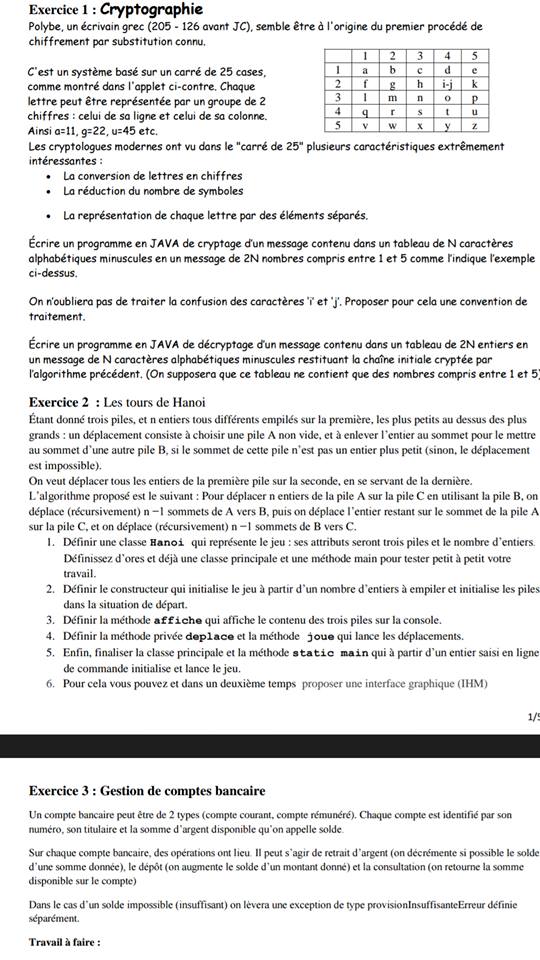 Exercice 1 : Cryptographie
Polybe, un écrivain grec (205 - 126 avant JC), semble être à l'origine du premier procédé de
chiffrement par substitution connu.
C'est un système basé sur un carré de 25 cases,
comme montré dans l'applet ci-contre. Chaque
lettre peut être représentée par un groupe de 2
chiffres : celui de sa ligne et celui de sa colonne.
Ainsi a=11, g=22, u=45 etc.
1 2 3 4 5
1 a b c d e
2 f g h i-j k
3 l m n o p
4 q r s t u
5 v w x y z
Les cryptologues modernes ont vu dans le "carré de 25" plusieurs caractéristiques extrêmement
intéressantes :
• La conversion de lettres en chiffres
• La réduction du nombre de symboles
• La représentation de chaque lettre par des éléments séparés.
Écrire un programme en JAVA de cryptage d'un message contenu dans un tableau de N caractères
alphabétiques minuscules en un message de 2N nombres compris entre 1 et 5 comme l'indique l'exemple
ci-dessus.
On n'oubliera pas de traiter la confusion des caractères 'i' et 'j'. Proposer pour cela une convention de
traitement.
Écrire un programme en JAVA de décryptage d'un message contenu dans un tableau de 2N entiers en
un message de N caractères alphabétiques minuscules restituant la chaîne initiale cryptée par
l'algorithme précédent. (On supposera que ce tableau ne contient que des nombres compris entre 1 et 5)
Exercice 2 : Les tours de Hanoi
Étant donné trois piles, et n entiers tous différents empilés sur la première, les plus petits au dessus des plus
grands : un déplacement consiste à choisir une pile A non vide, et à enlever l'entier au sommet pour le mettre
au sommet d'une autre pile B, si le sommet de cette pile n'est pas un entier plus petit (sinon, le déplacement
est impossible).
On veut déplacer tous les entiers de la première pile sur la seconde, en se servant de la dernière.
L'algorithme proposé est le suivant : Pour déplacer n entiers de la pile A sur la pile C en utilisant la pile B, on
déplace (récursivement) n −1 sommets de A vers B, puis on déplace l'entier restant sur le sommet de la pile A
sur la pile C, et on déplace (récursivement) n −1 sommets de B vers C.
1. Définir une classe Hanoi qui représente le jeu : ses attributs seront trois piles et le nombre d'entiers.
Définissez d'ores et déjà une classe principale et une méthode main pour tester petit à petit votre
travail.
2. Définir le constructeur qui initialise le jeu à partir d'un nombre d'entiers à empiler et initialise les piles
dans la situation de départ.
3. Définir la méthode affiche qui affiche le contenu des trois piles sur la console.
4. Définir la méthode privée deplace et la méthode joue qui lance les déplacements.
5. Enfin, finaliser la classe principale et la méthode static main qui à partir d'un entier saisi en ligne
de commande initialise et lance le jeu.
6. Pour cela vous pouvez et dans un deuxième temps proposer une interface graphique (IHM)
1/5
Exercice 3 : Gestion de comptes bancaire
Un compte bancaire peut être de 2 types (compte courant, compte rémunéré). Chaque compte est identifié par son
numéro, son titulaire et la somme d'argent disponible qu'on appelle solde.
Sur chaque compte bancaire, des opérations ont lieu. Il peut s'agir de retrait d'argent (on décrémente si possible le solde
d'une somme donnée), le dépôt (on augmente le solde d'un montant donné) et la consultation (on retourne la somme
disponible sur le compte)
Dans le cas d'un solde impossible (insuffisant) on lèvera une exception de type provisionInsuffisanteErreur définie
séparément.
Travail à faire :